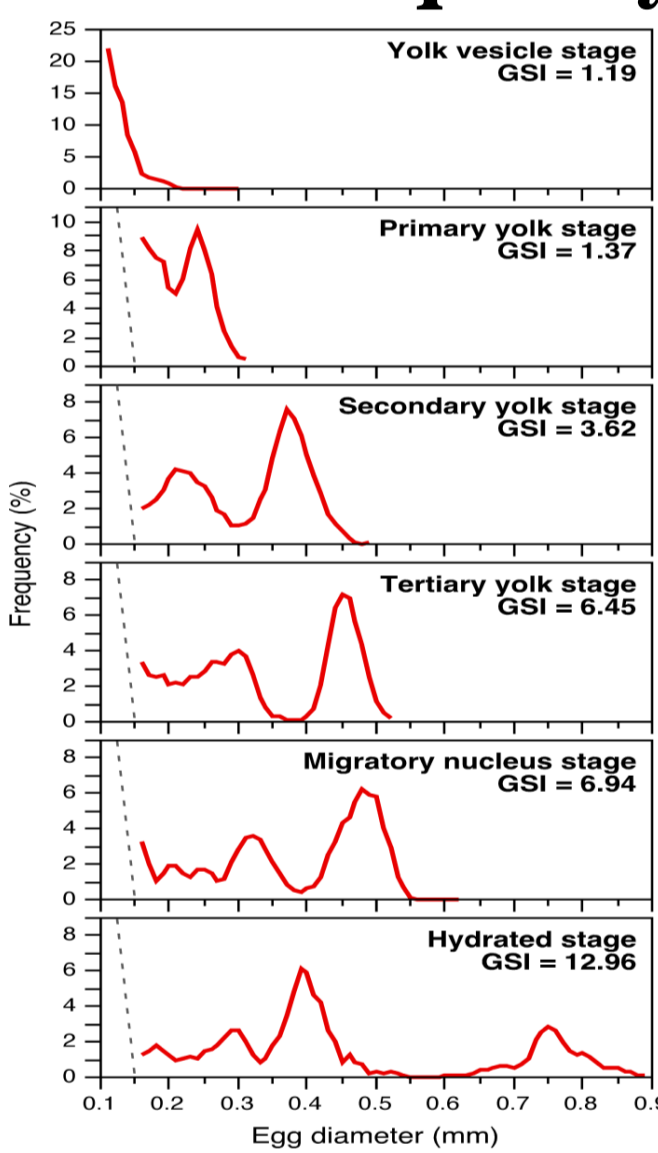 25
20
15
10
5
0
Yolk vesicle stage
GSI = 1.19
10
8
6
4
2
0
Primary yolk stage
GSI = 1.37
8
6
4
2
0
Secondary yolk stage
GSI = 3.62
8
6
4
2
0
Tertiary yolk stage
GSI = 6.45
8
6
4
2
0
Migratory nucleus stage
GSI = 6.94
8
6
4
2
0
Hydrated stage
GSI = 12.96
Frequency (%)
0.1 0.2 0.3 0.4 0.5 0.6 0.7 0.8
Egg diameter (mm)